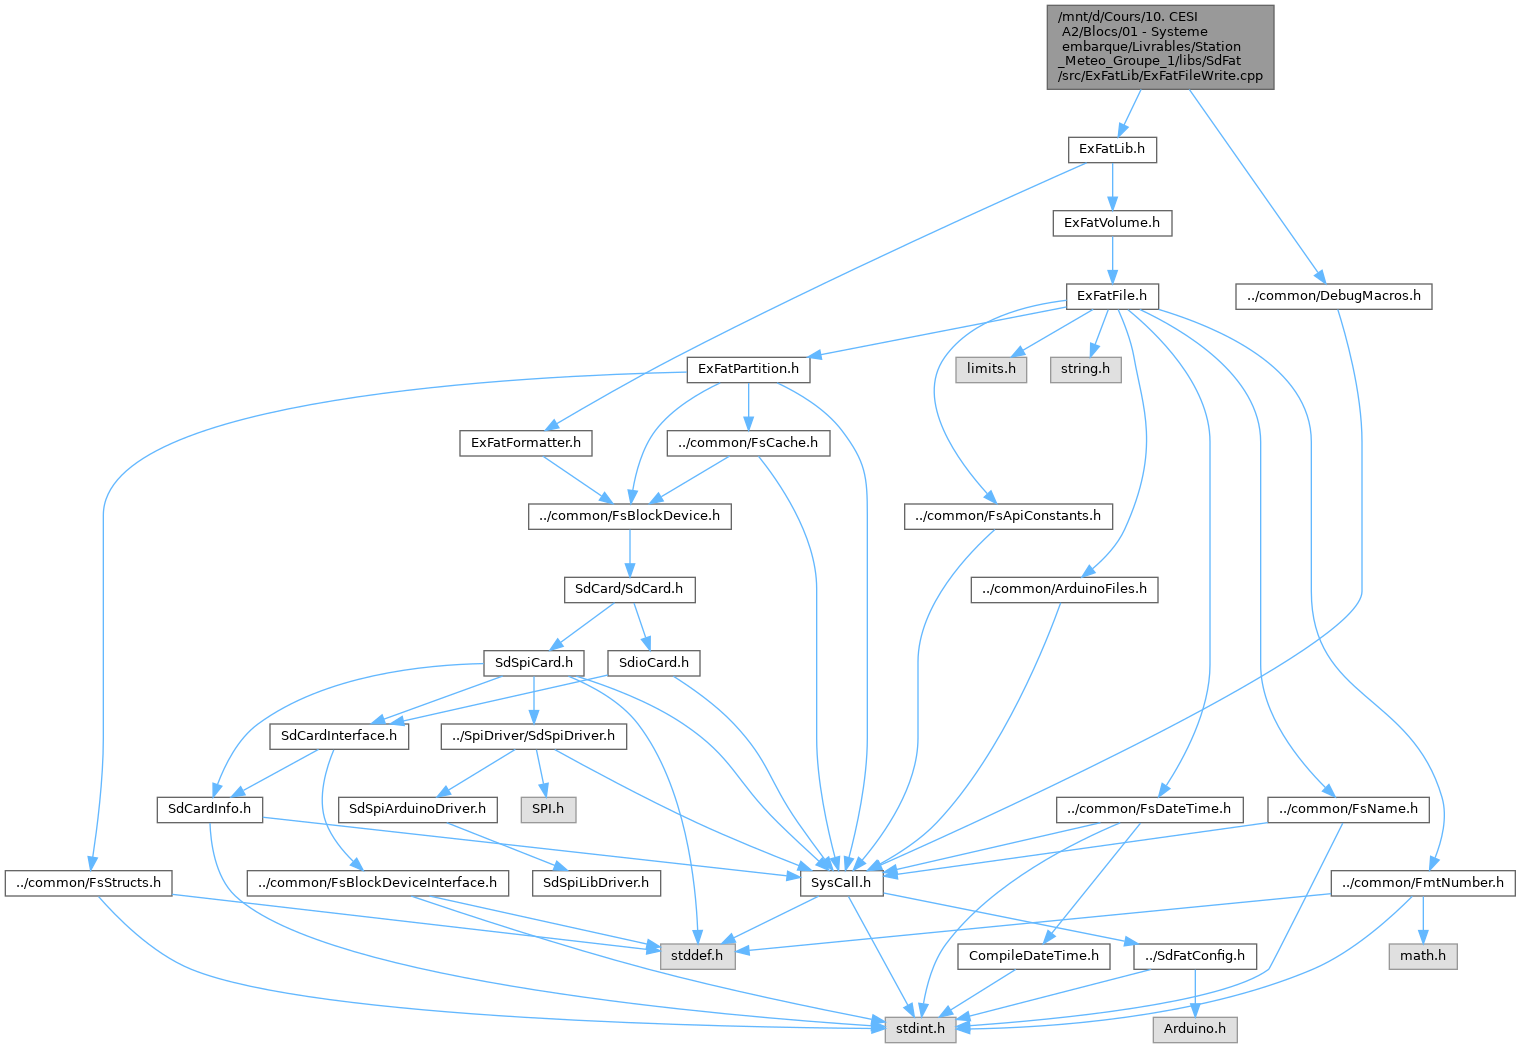 /mnt/d/Cours/10. CESI
A2/Blocs/01 - Systeme
embarque/Livrables/Station
_Meteo_Groupe_1/libs/SdFat
/src/ExFatLib/ExFatFileWrite.cpp
ExFatLib.h
ExFatVolume.h
ExFatFile.h
../common/DebugMacros.h
ExFatPartition.h
limits.h
string.h
ExFatFormatter.h
../common/FsCache.h
../common/FsBlockDevice.h
../common/FsApiConstants.h
SdCard/SdCard.h
../common/ArduinoFiles.h
SdSpiCard.h
SdioCard.h
SdCardInterface.h
../SpiDriver/SdSpiDriver.h
SdCardInfo.h
SdSpiArduinoDriver.h
SPI.h
../common/FsDateTime.h
../common/FsName.h
../common/FsStructs.h
../common/FsBlockDeviceInterface.h
SdSpiLibDriver.h
SysCall.h
../common/FmtNumber.h
stddef.h
CompileDateTime.h
../SdFatConfig.h
math.h
stdint.h
Arduino.h